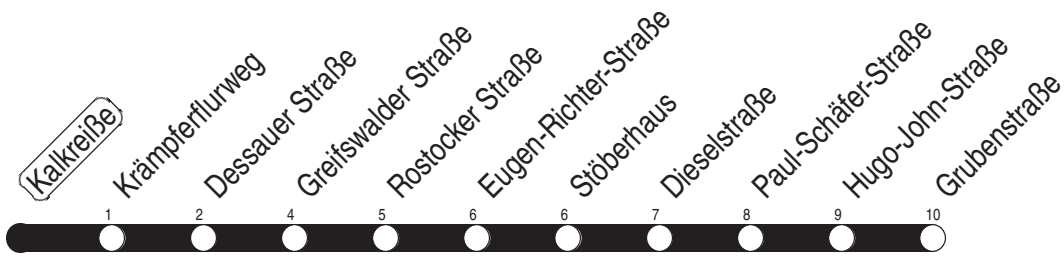 Kalkreiße
Krämpferflurweg
Dessauer Straße
Greifswalder Straße
Rostocker Straße
Eugen-Richter-Straße
Stöberhaus
Dieselstraße
Paul-Schäfer-Straße
Hugo-John-Straße
Grubenstraße
1 2 4 5 6 6 7 8 9 10